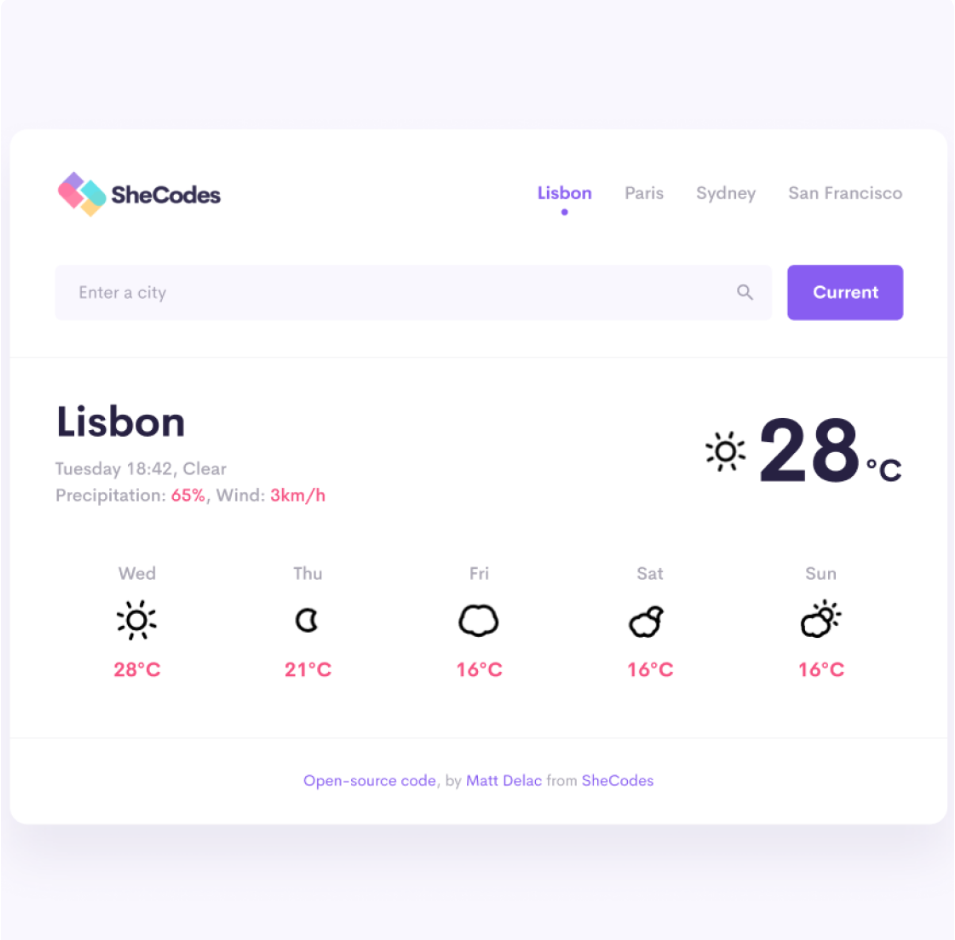 SheCodes
Lisbon Paris Sydney San Francisco
Enter a city
Current
Lisbon
Tuesday 18:42, Clear
Precipitation: 65%, Wind: 3km/h
28°C
Wed Thu Fri Sat Sun
28°C 21°C 16°C 16°C 16°C
Open-source code, by Matt Delac from SheCodes